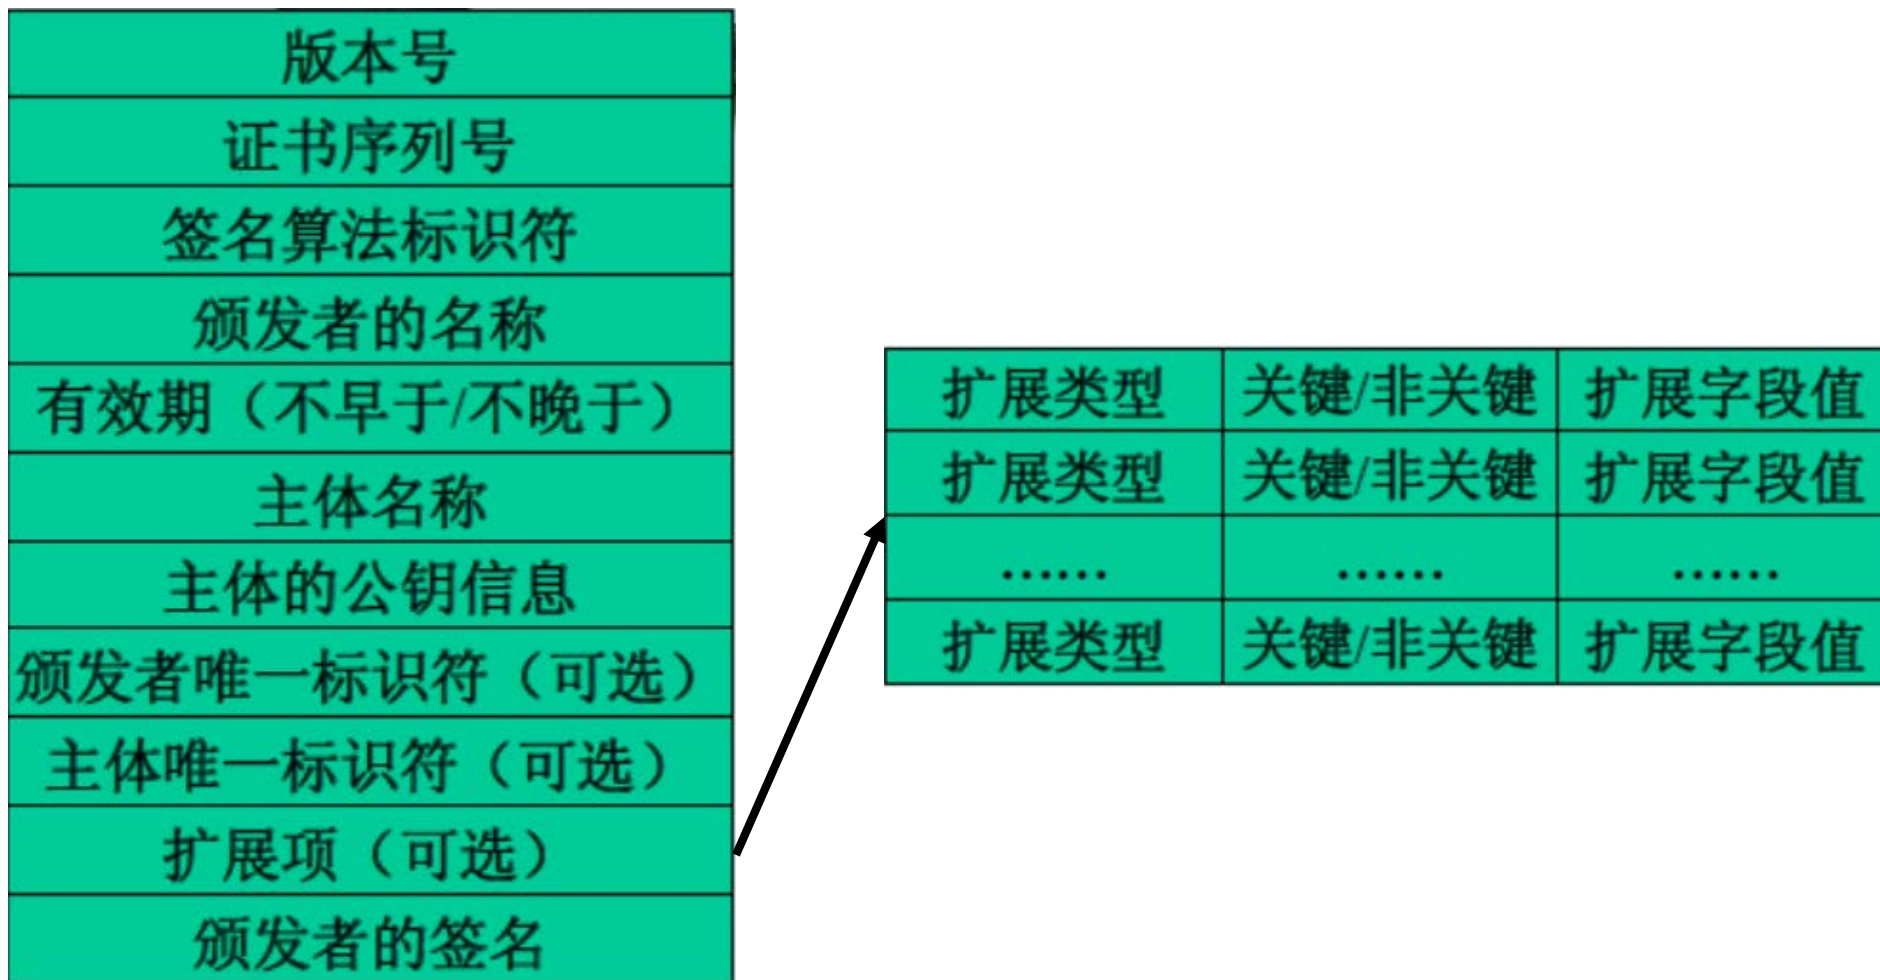 版本号
证书序列号
签名算法标识符
颁发者的名称
有效期（不早于/不晚于）
主体名称
主体的公钥信息
颁发者唯一标识符（可选）
主体唯一标识符（可选）
扩展项（可选）
颁发者的签名
扩展类型 关键/非关键 扩展字段值
扩展类型 关键/非关键 扩展字段值
…… …… ……
扩展类型 关键/非关键 扩展字段值